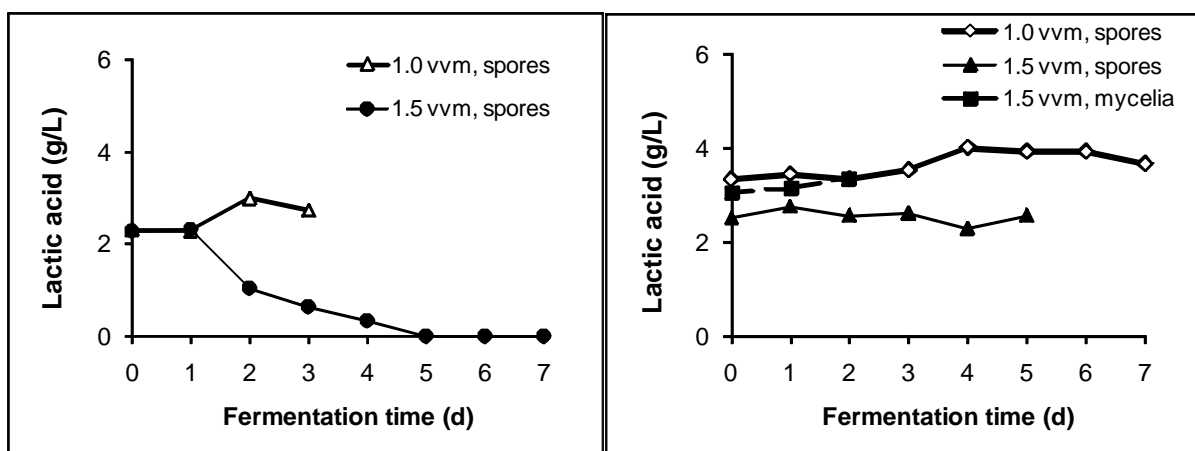 6
4
2
0
0 1 2 3 4 5 6 7
Lactic acid (g/L)
Fermentation time (d)
1.0 vvm, spores
1.5 vvm, spores
6
4
2
0
0 1 2 3 4 5 6 7
Lactic acid (g/L)
Fermentation time (d)
1.0 vvm, spores
1.5 vvm, spores
1.5 vvm, mycelia